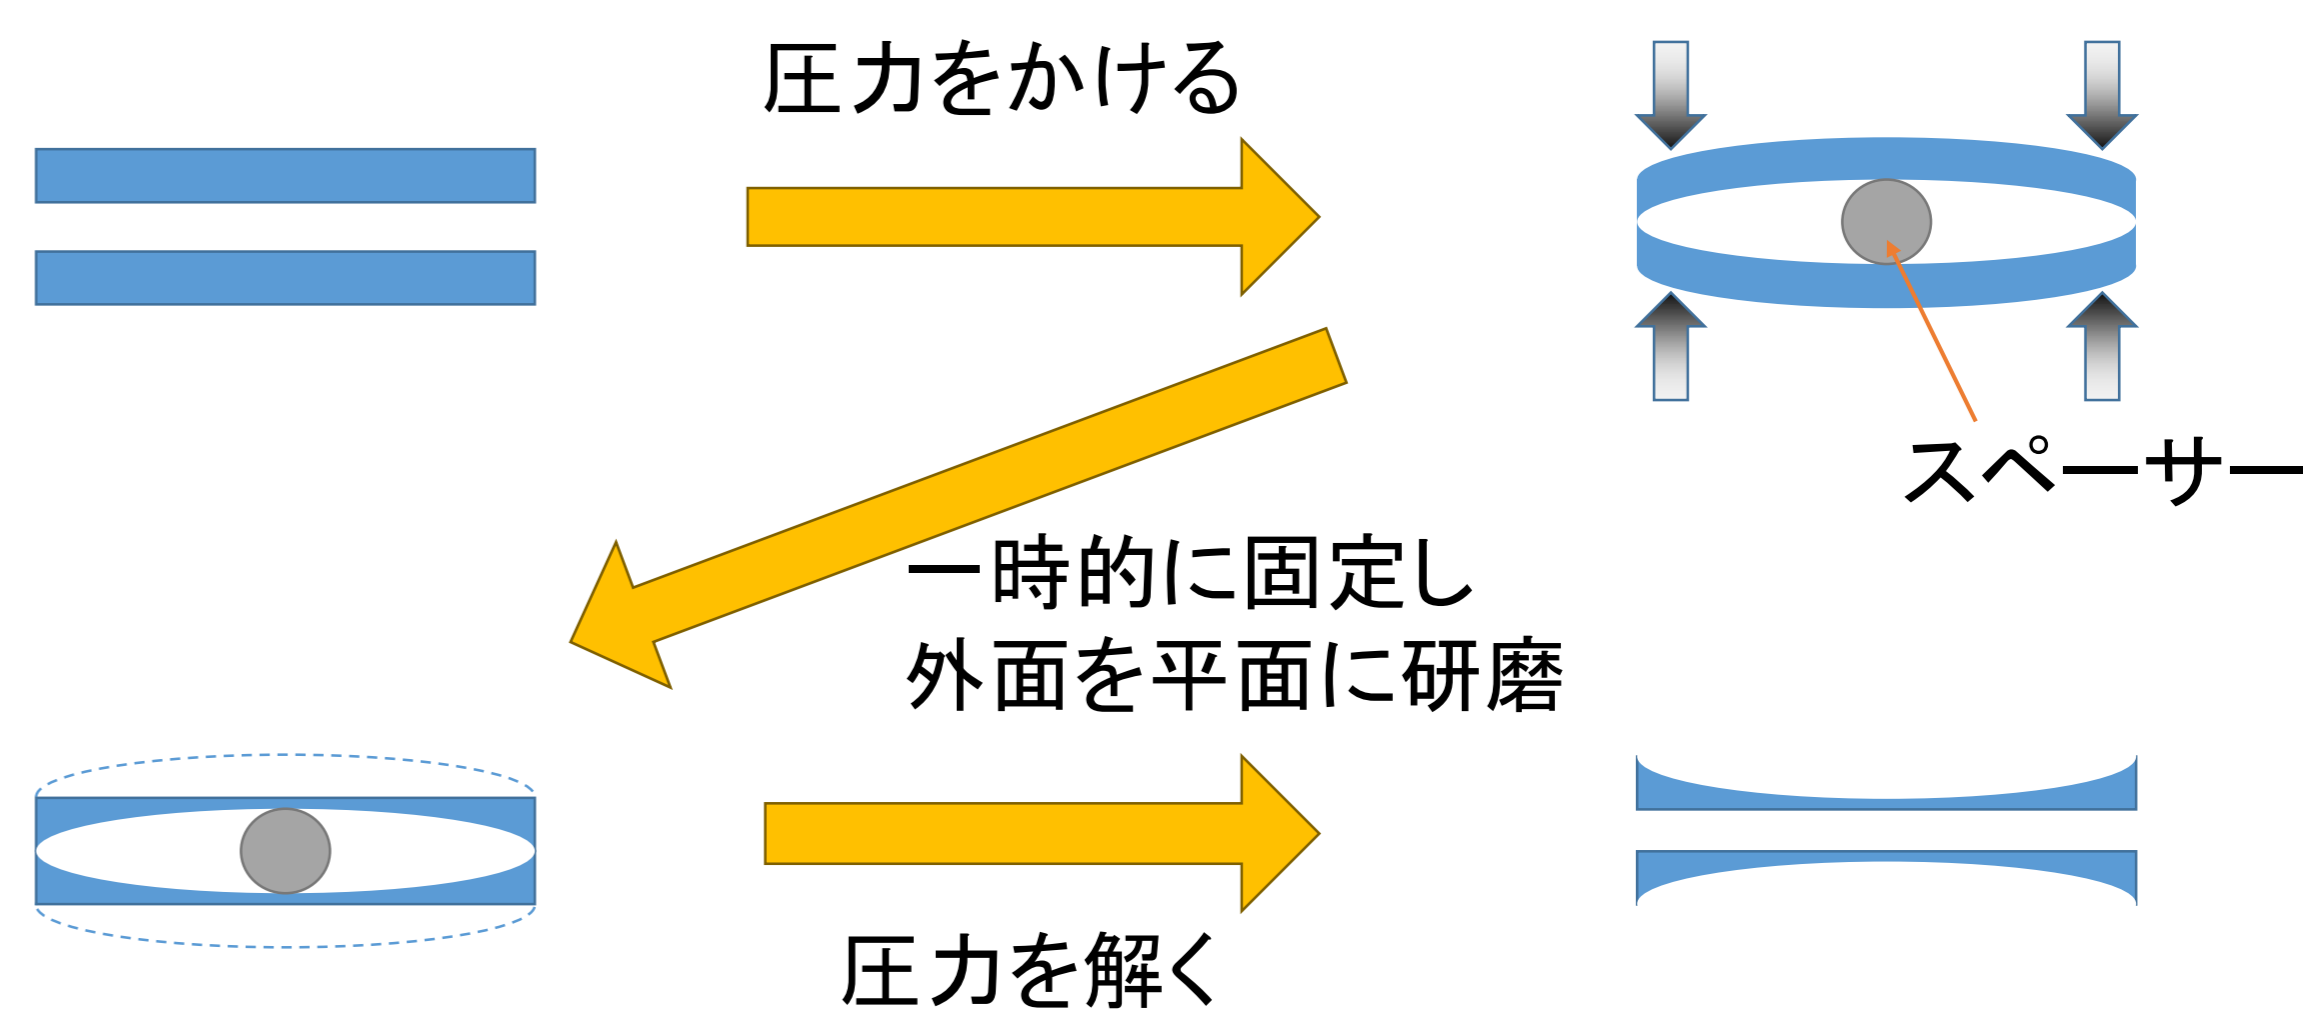 圧力をかける
スペーサー
一時的に固定し
外面を平面に研磨
圧力を解く